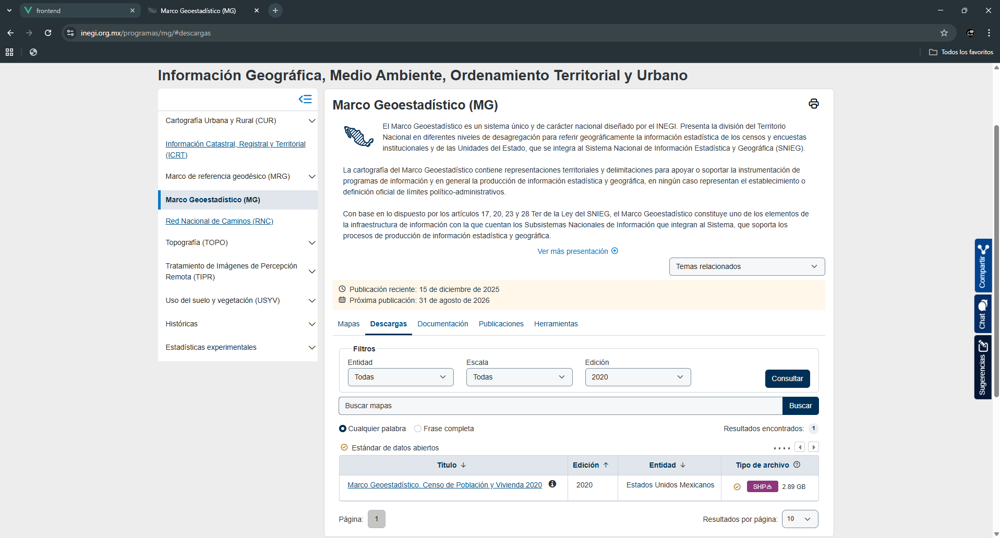 frontend
Marco Geoestadístico (MG)
inegi.org.mx/programas/mg/#descargas
Todos los favoritos
Información Geográfica, Medio Ambiente, Ordenamiento Territorial y Urbano
Cartografía Urbana y Rural (CUR)
Información Catastral, Registral y Territorial
(ICRT)
Marco de referencia geodésico (MRG)
Marco Geoestadístico (MG)
Red Nacional de Caminos (RNC)
Topografía (TOPO)
Tratamiento de Imágenes de Percepción
Remota (TIPR)
Uso del suelo y vegetación (USYV)
Históricas
Estadísticas experimentales
Marco Geoestadístico (MG)
El Marco Geoestadístico es un sistema único y de carácter nacional diseñado por el INEGI. Presenta la división del Territorio
Nacional en diferentes niveles de desagregación para referir geográficamente la información estadística de los censos y encuestas
institucionales y de las Unidades del Estado, que se integra al Sistema Nacional de Información Estadística y Geográfica (SNIEG).
La cartografía del Marco Geoestadístico contiene representaciones territoriales y delimitaciones para apoyar o soportar la instrumentación de
programas de información y en general la producción de información estadística y geográfica, en ningún caso representan el establecimiento o
definición oficial de límites político-administrativos.
Con base en lo dispuesto por los artículos 17, 20, 23 y 28 Ter de la Ley del SNIEG, el Marco Geoestadístico constituye uno de los elementos de
la infraestructura de información con la que cuentan los Subsistemas Nacionales de Información que integran al Sistema, que soporta los
procesos de producción de información estadística y geográfica.
Ver más presentación
Temas relacionados
Publicación reciente: 15 de diciembre de 2025
Próxima publicación: 31 de agosto de 2026
Mapas Descargas Documentación Publicaciones Herramientas
Filtros
Entidad Escala Edición
Todas Todas 2020 Consultar
Buscar mapas Buscar
Cualquier palabra Frase completa Resultados encontrados: 1
Estándar de datos abiertos
Título Edición Entidad Tipo de archivo
Marco Geoestadístico. Censo de Población y Vivienda 2020 2020 Estados Unidos Mexicanos SHP 2.89 GB
Página: 1 Resultados por página: 10
Compartir
Chat
Sugerencias